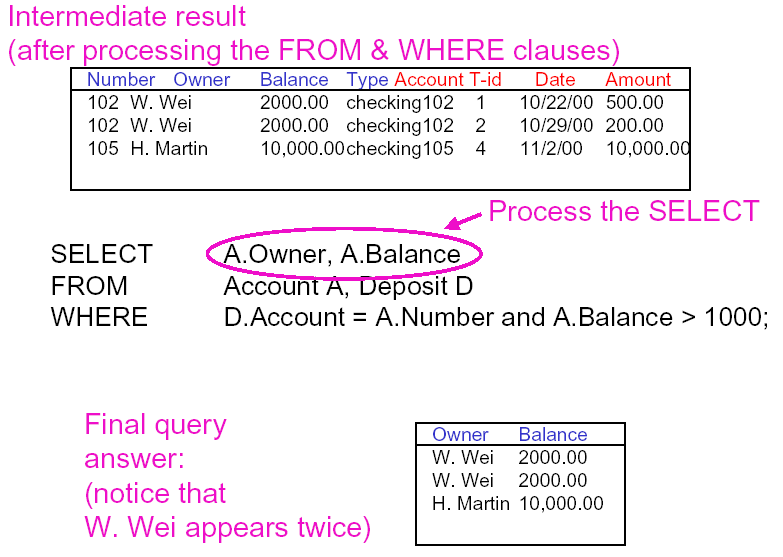 Intermediate result
(after processing the FROM & WHERE clauses)
Number Owner Balance Type Account T-id Date Amount
102 W. Wei 2000.00 checking102 1 10/22/00 500.00
102 W. Wei 2000.00 checking102 2 10/29/00 200.00
105 H. Martin 10,000.00checking105 4 11/2/00 10,000.00
Process the SELECT
SELECT A.Owner, A.Balance
FROM Account A, Deposit D
WHERE D.Account = A.Number and A.Balance > 1000;
Final query
answer:
(notice that
W. Wei appears twice)
Owner Balance
W. Wei 2000.00
W. Wei 2000.00
H. Martin 10,000.00